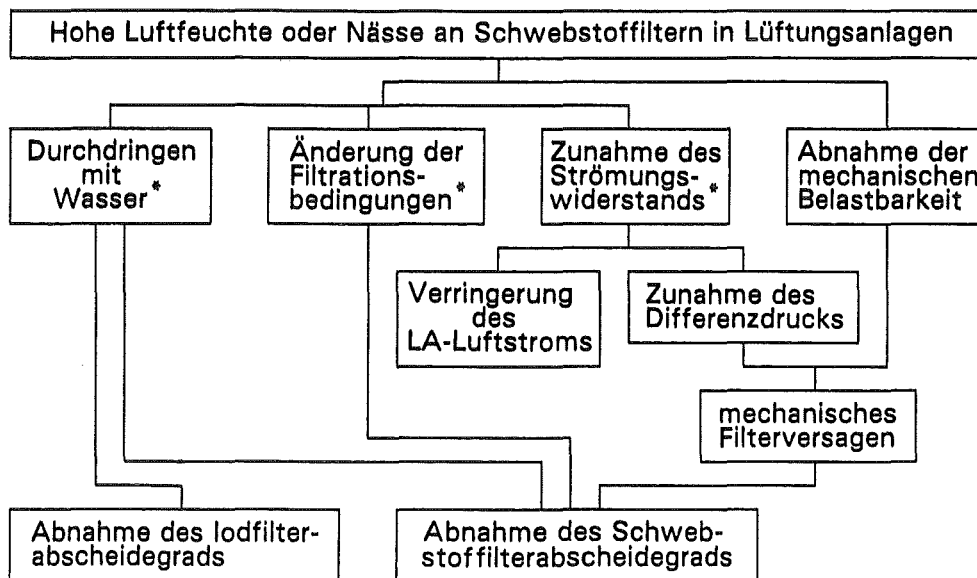 Hohe Luftfeuchte oder Nässe an Schwebstoffiltern in Lüftungsanlagen
Durchdringen
mit
Wasser*
Änderung der
Filtrations-
bedingungen*
Zunahme des
Strömungs-
widerstands*
Abnahme der
mechanischen
Belastbarkeit
Verringerung
des
LA-Luftstroms
Zunahme des
Differenzdrucks
mechanisches
Filterversagen
Abnahme des Iodfilter-
abscheidegrads
Abnahme des Schweb-
stoffilterabscheidegrads